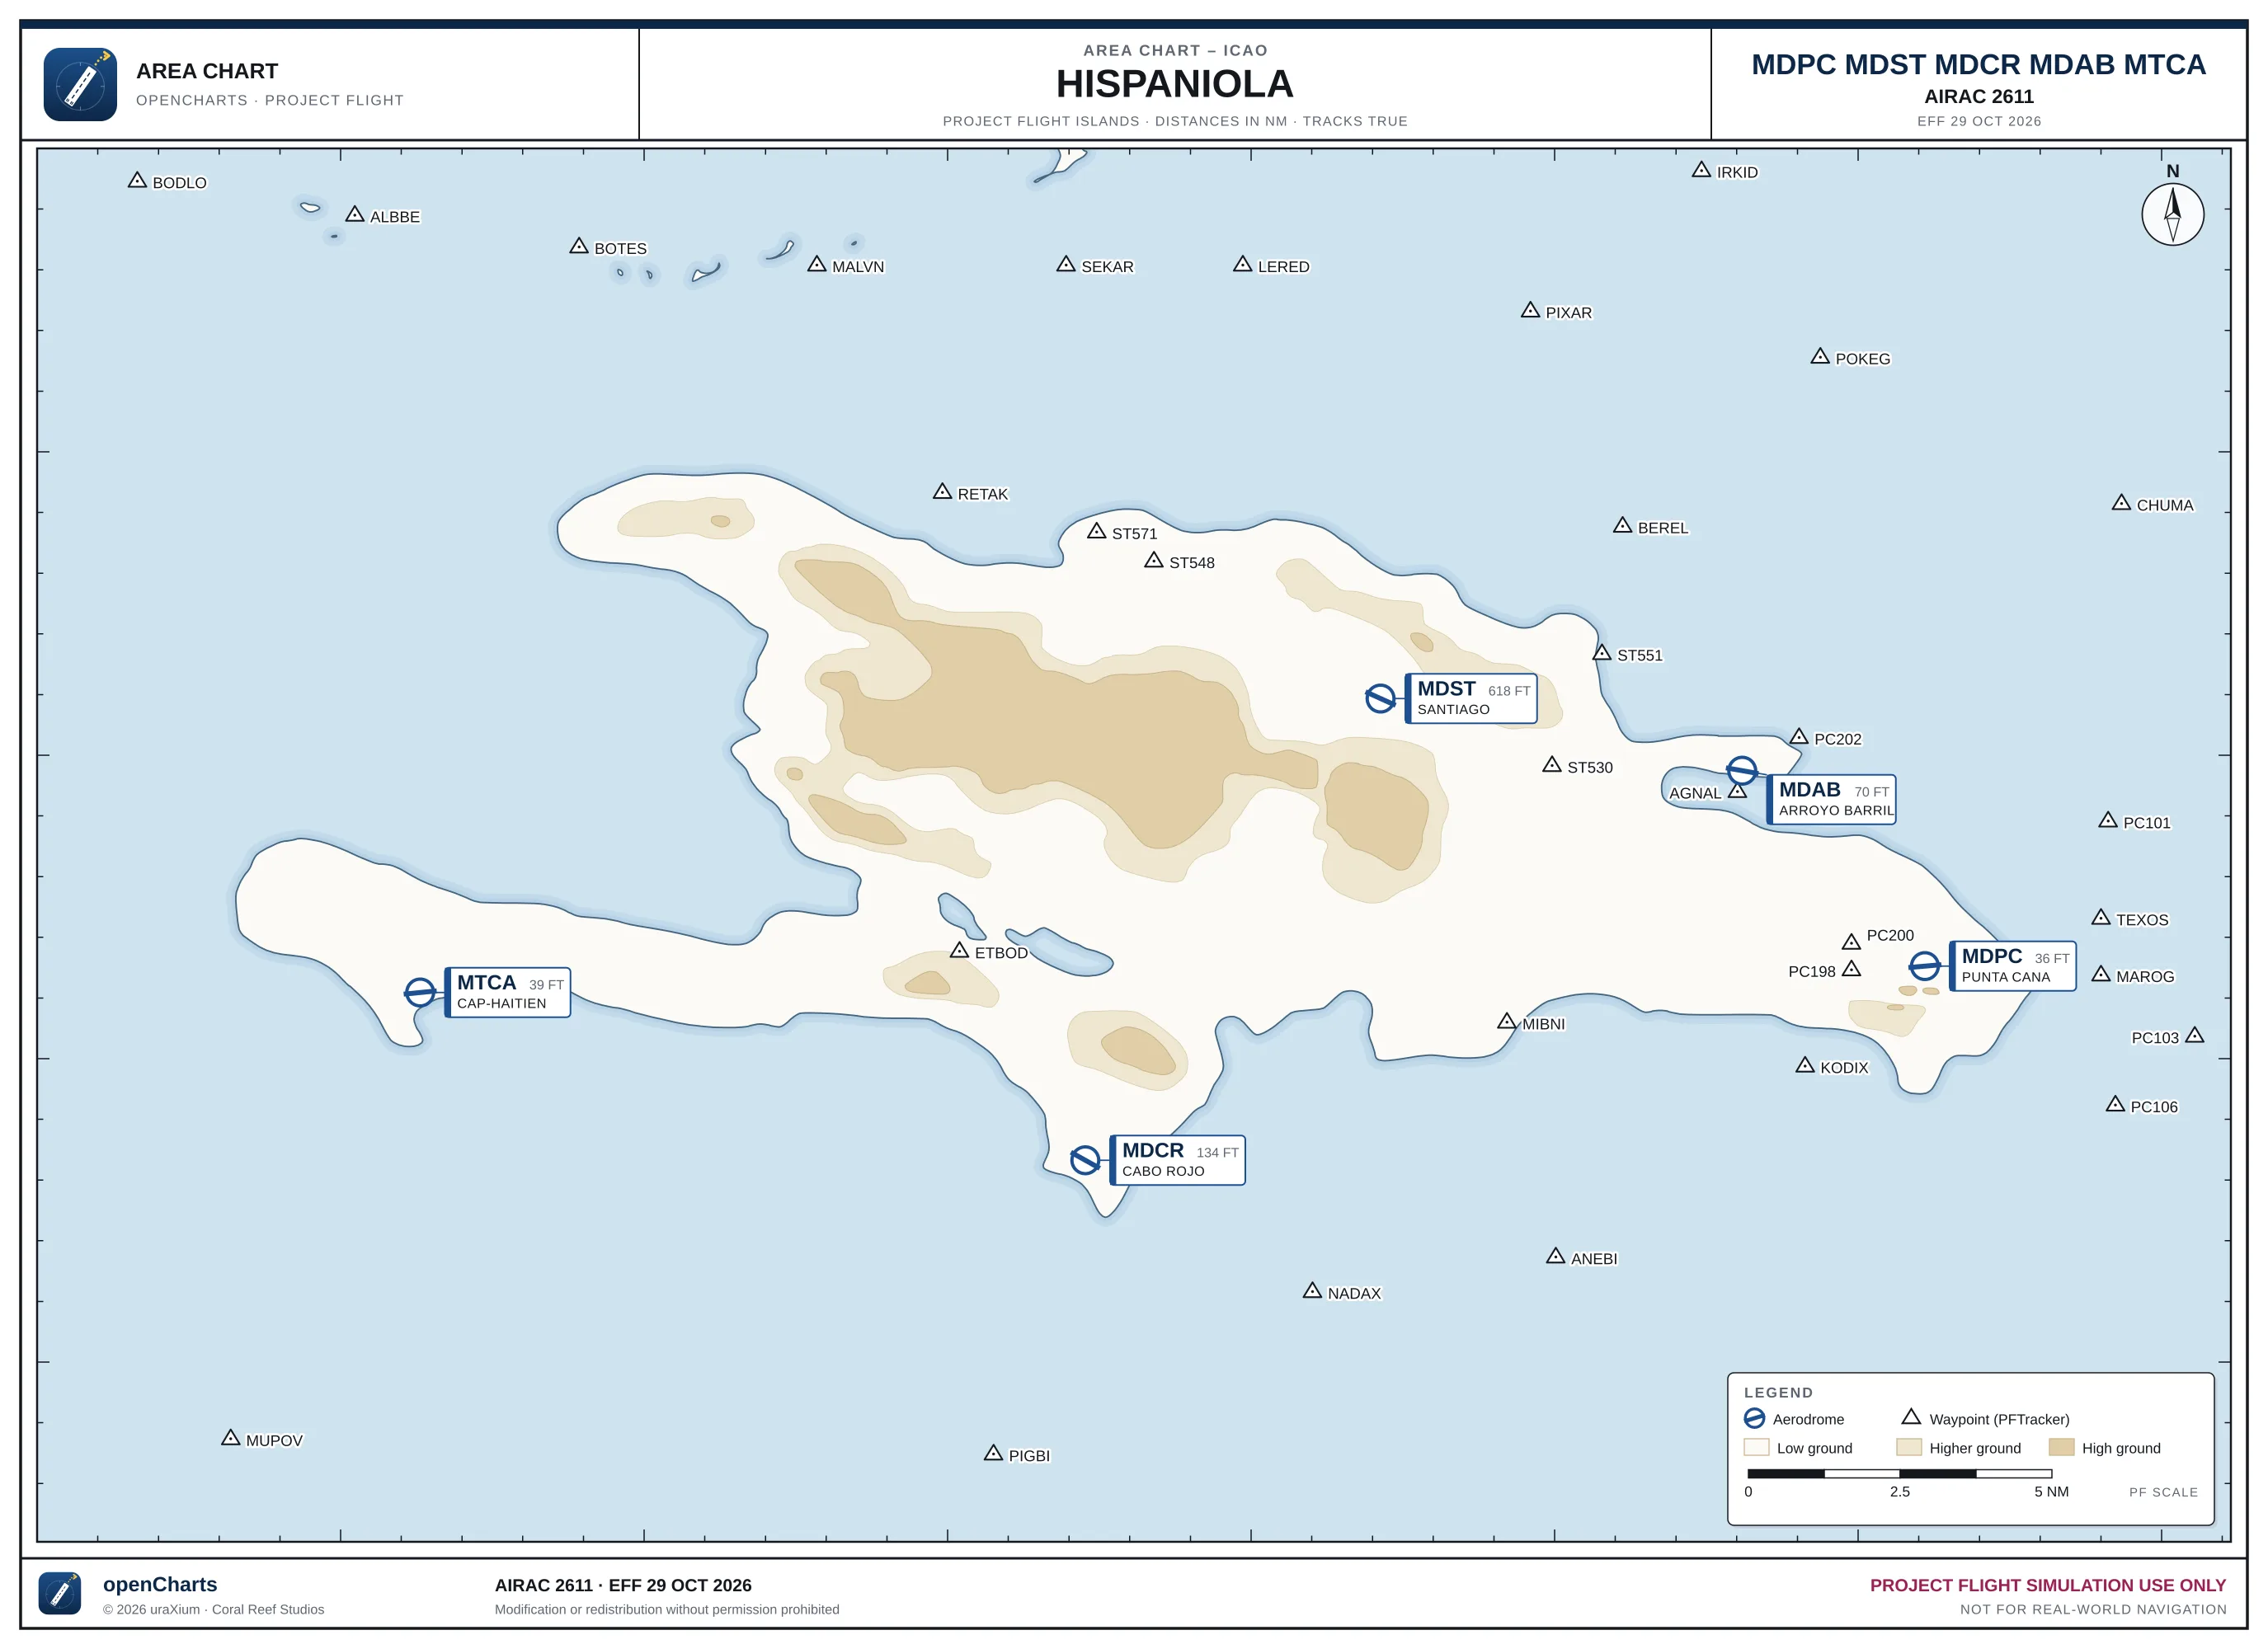 AREA CHART
OPENCHARTS · PROJECT FLIGHT
AREA CHART – ICAO
HISPANIOLA
PROJECT FLIGHT ISLANDS · DISTANCES IN NM · TRACKS TRUE
MDPC MDST MDCR MDAB MTCA
AIRAC 2611
EFF 29 OCT 2026
N
BODLO
IRKID
ALBBE
BOTES
MALVN
SEKAR
LERED
PIXAR
POKEG
RETAK
CHUMA
BEREL
ST571
ST548
ST551
MDST 618 FT
SANTIAGO
PC202
ST530
AGNAL
MDAB 70 FT
ARROYO BARRIL
PC101
TEXOS
PC200
ETBOD
PC198
MDPC 36 FT
PUNTA CANA
MAROG
MTCA 39 FT
CAP-HAITIEN
MIBNI
PC103
KODIX
PC106
MDCR 134 FT
CABO ROJO
ANEBI
NADAX
MUPOV
PIGBI
LEGEND
Aerodrome
Waypoint (PFTracker)
Low ground
Higher ground
High ground
0 2.5 5 NM
PF SCALE
openCharts
© 2026 uraXium · Coral Reef Studios
AIRAC 2611 · EFF 29 OCT 2026
Modification or redistribution without permission prohibited
PROJECT FLIGHT SIMULATION USE ONLY
NOT FOR REAL-WORLD NAVIGATION